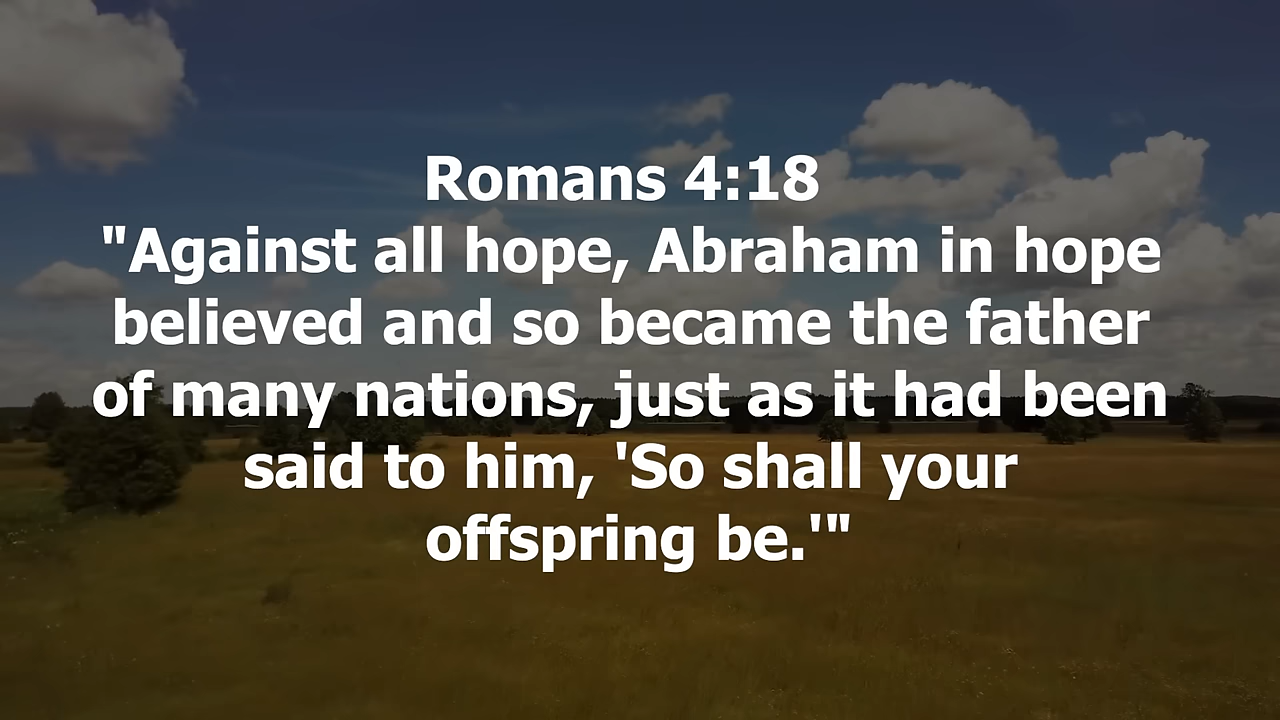 Romans 4:18
"Against all hope, Abraham in hope
believed and so became the father
of many nations, just as it had been
said to him, 'So shall your
offspring be.'"